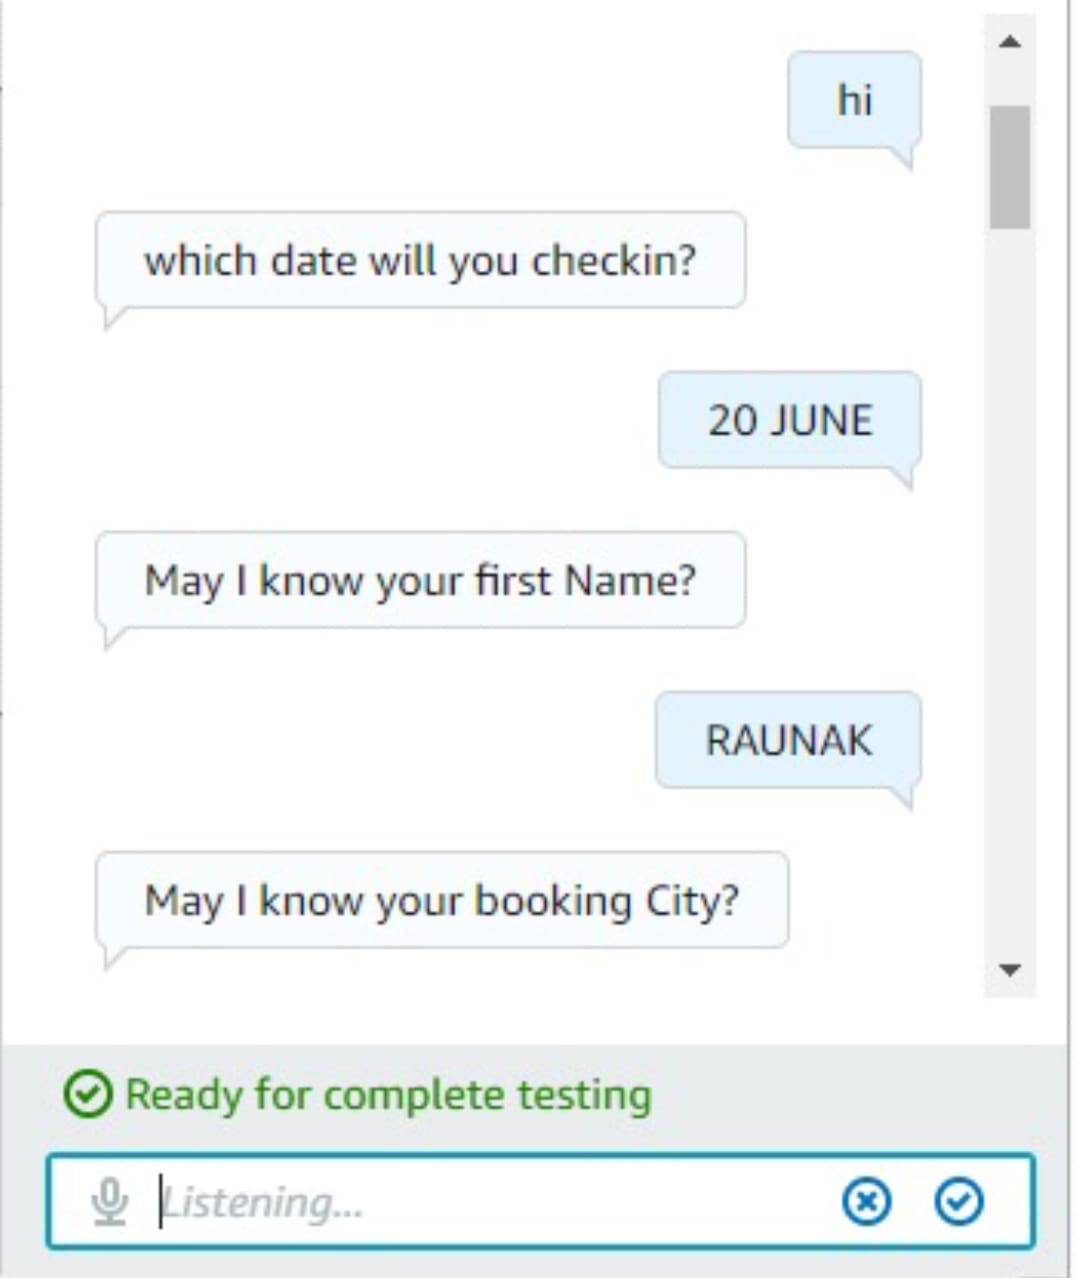 hi
which date will you checkin?
20 JUNE
May I know your first Name?
RAUNAK
May I know your booking City?
Ready for complete testing
Listening...